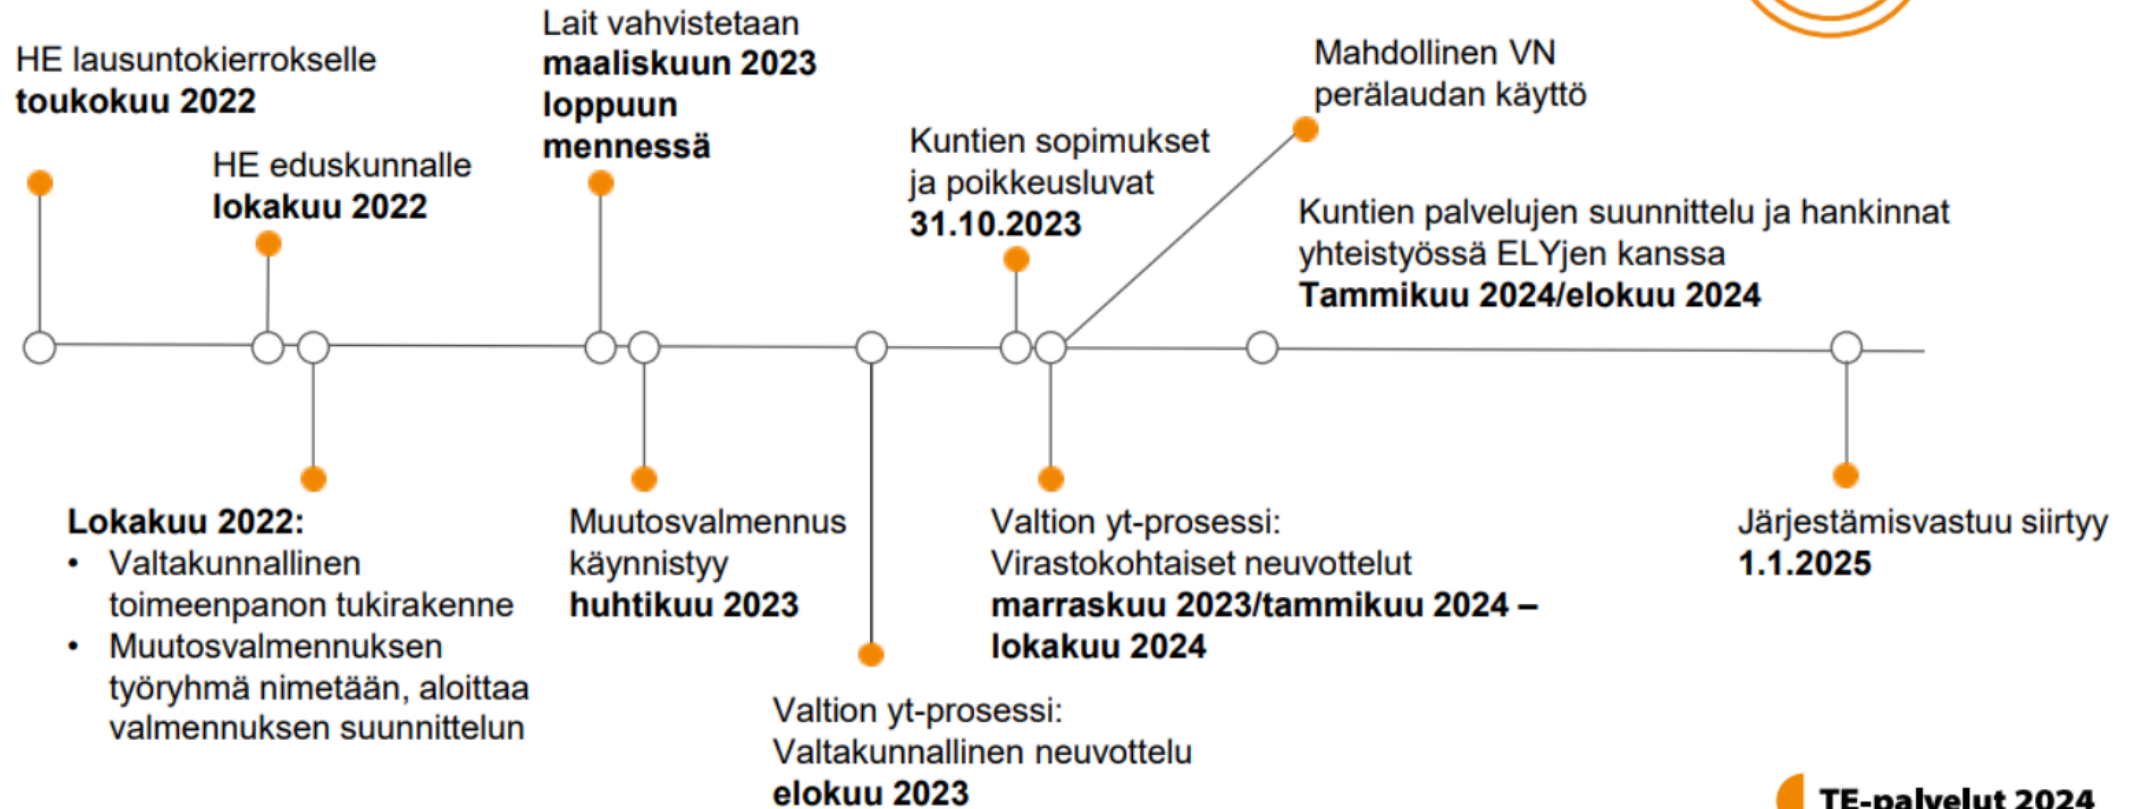 HE lausuntokierrokselle
toukokuu 2022
HE eduskunnalle
lokakuu 2022
Lait vahvistetaan
maaliskuun 2023
loppuun
mennessä
Kuntien sopimukset
ja poikkeusluvat
31.10.2023
Mahdollinen VN
perälaudan käyttö
Kuntien palvelujen suunnittelu ja hankinnat
yhteistyössä ELYjen kanssa
Tammikuu 2024/elokuu 2024
Lokakuu 2022:
• Valtakunnallinen
toimeenpanon tukirakenne
• Muutosvalmennuksen
työryhmä nimetään, aloittaa
valmennuksen suunnittelun
Muutosvalmennus
käynnistyy
huhtikuu 2023
Valtion yt-prosessi:
Valtakunnallinen neuvottelu
elokuu 2023
Valtion yt-prosessi:
Virastokohtaiset neuvottelut
marraskuu 2023/tammikuu 2024 –
lokakuu 2024
Järjestämisvastuu siirtyy
1.1.2025
TE-palvelut 2024